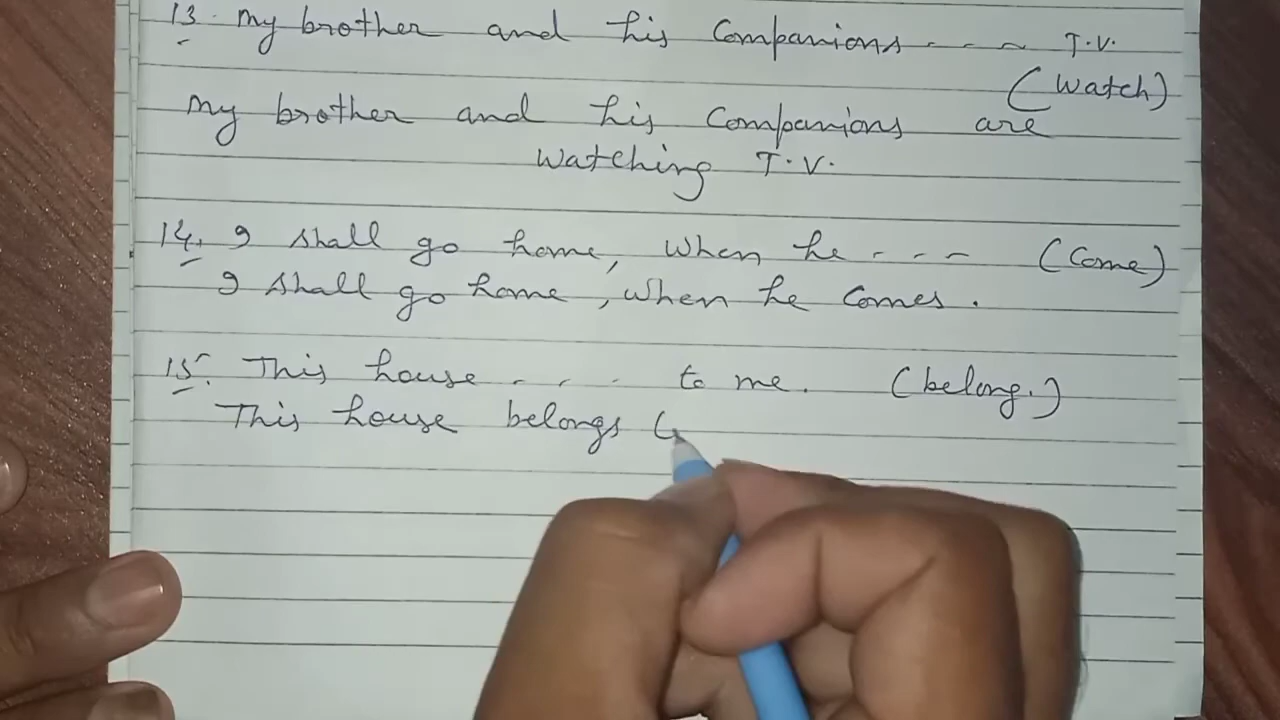 13. My brother and his Companions - - - T.V.
(Watch)
My brother and his Companions are
Watching T.V.
14. I shall go home, when he - - - (Come)
I shall go home, when he Comes.
15. This house - - - to me. (belong.)
This house belongs